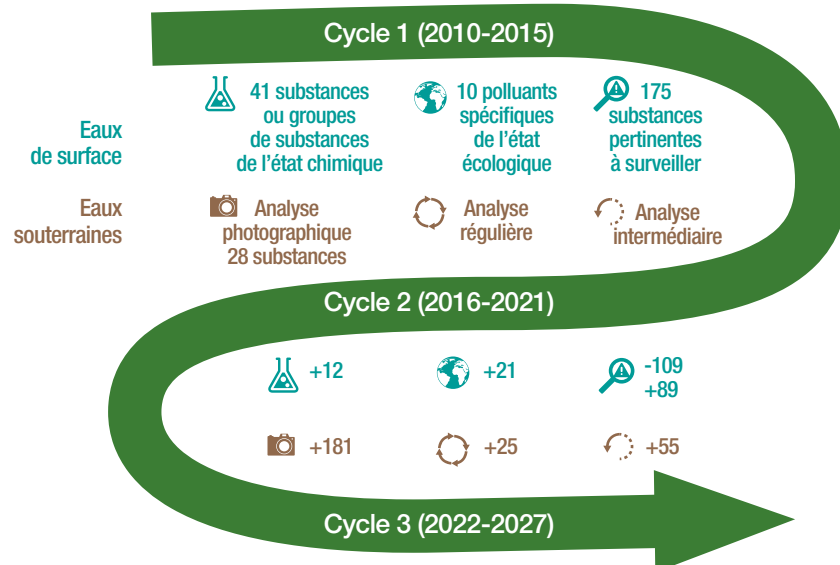 Cycle 1 (2010-2015)
Eaux
de surface
41 substances
ou groupes
de substances
de l'état chimique
10 polluants
spécifiques
de l'état
écologique
175
substances
pertinentes
à surveiller
Eaux
souterraines
Analyse
photographique
28 substances
Analyse
régulière
Analyse
intermédiaire
Cycle 2 (2016-2021)
+12
+21
-109
+89
+181
+25
+55
Cycle 3 (2022-2027)